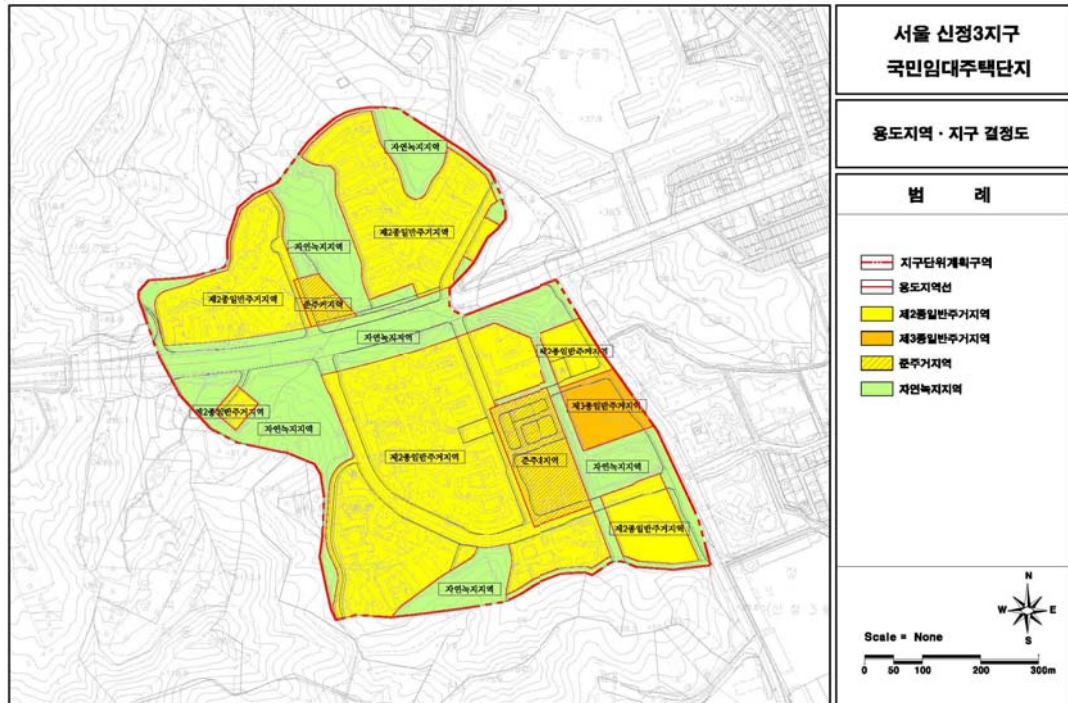 서울 신정3지구
국민임대주택단지
용도지역 · 지구 결정도
범 례
지구단위계획구역
용도지역선
제2종일반주거지역
제3종일반주거지역
준주거지역
자연녹지지역
N
W E
S
Scale = None
0 50 100 200 300m
자연녹지지역
제2종일반주거지역
자연녹지지역
제2종일반주거지역
준주거지역
자연녹지지역
제2종일반주거지역
제3종일반주거지역
제2종일반주거지역
자연녹지지역
제2종일반주거지역
준주거지역
자연녹지지역
제2종일반주거지역
자연녹지지역